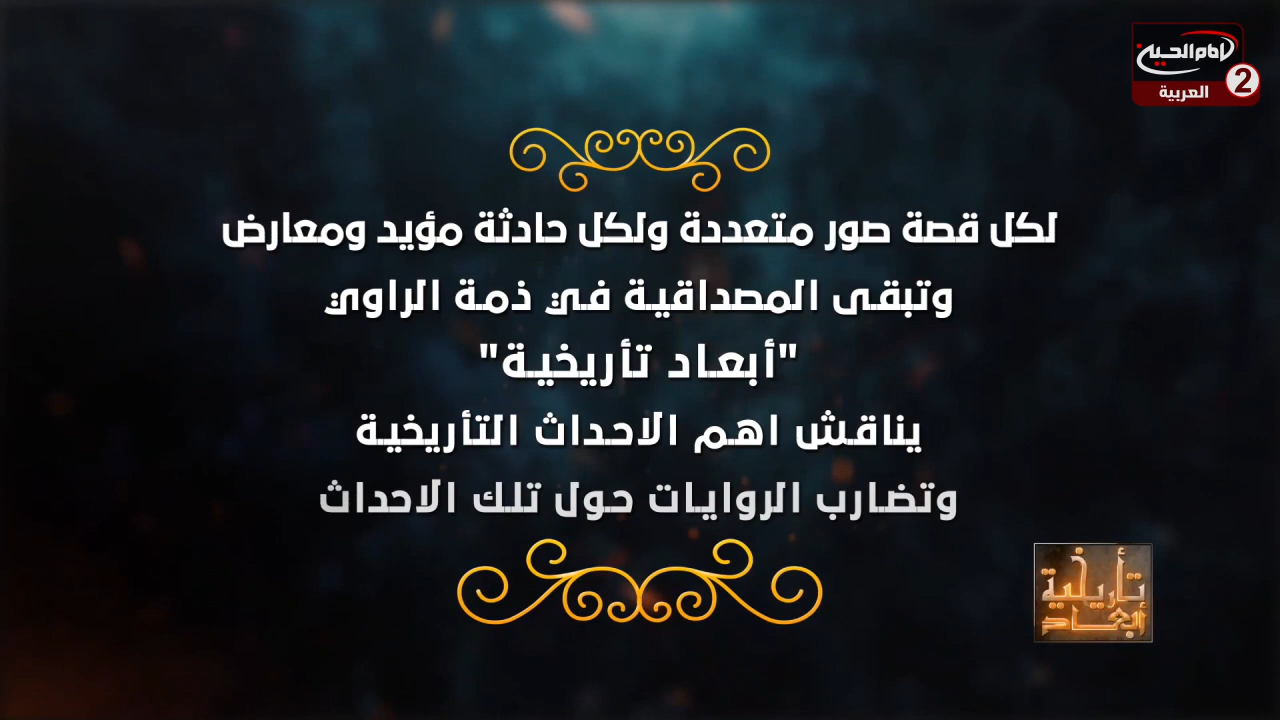 امام الحسين
2
العربية
لكل قصة صور متعددة ولكل حادثة مؤيد ومعارض
وتبقى المصداقية في ذمة الراوي
"أبعاد تأريخية"
يناقش اهم الاحداث التأريخية
وتضارب الروايات حول تلك الاحداث
تأريخية
أبعاد